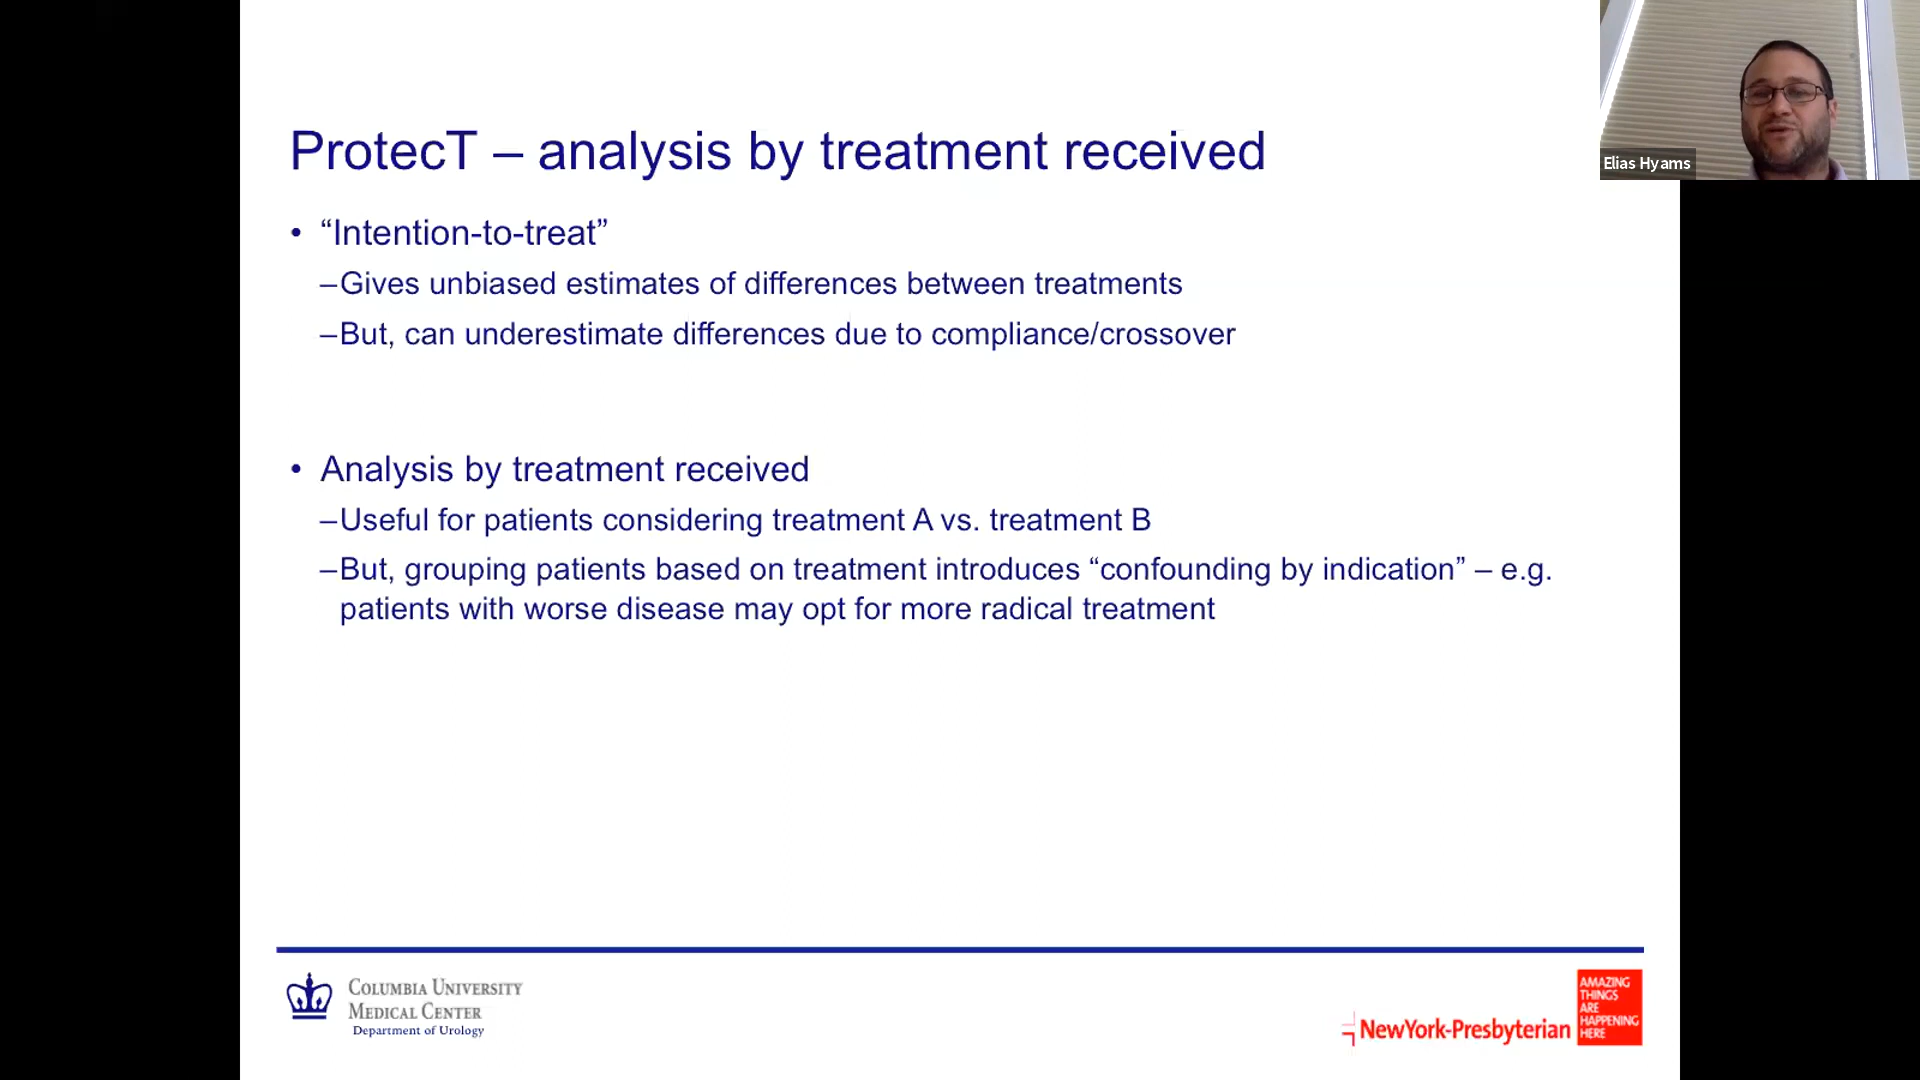 Elias Hyams
ProtecT – analysis by treatment received
• “Intention-to-treat”
–Gives unbiased estimates of differences between treatments
–But, can underestimate differences due to compliance/crossover
• Analysis by treatment received
–Useful for patients considering treatment A vs. treatment B
–But, grouping patients based on treatment introduces “confounding by indication” – e.g.
patients with worse disease may opt for more radical treatment
COLUMBIA UNIVERSITY
MEDICAL CENTER
Department of Urology
NewYork-Presbyterian
AMAZING
THINGS
ARE
HAPPENING
HERE